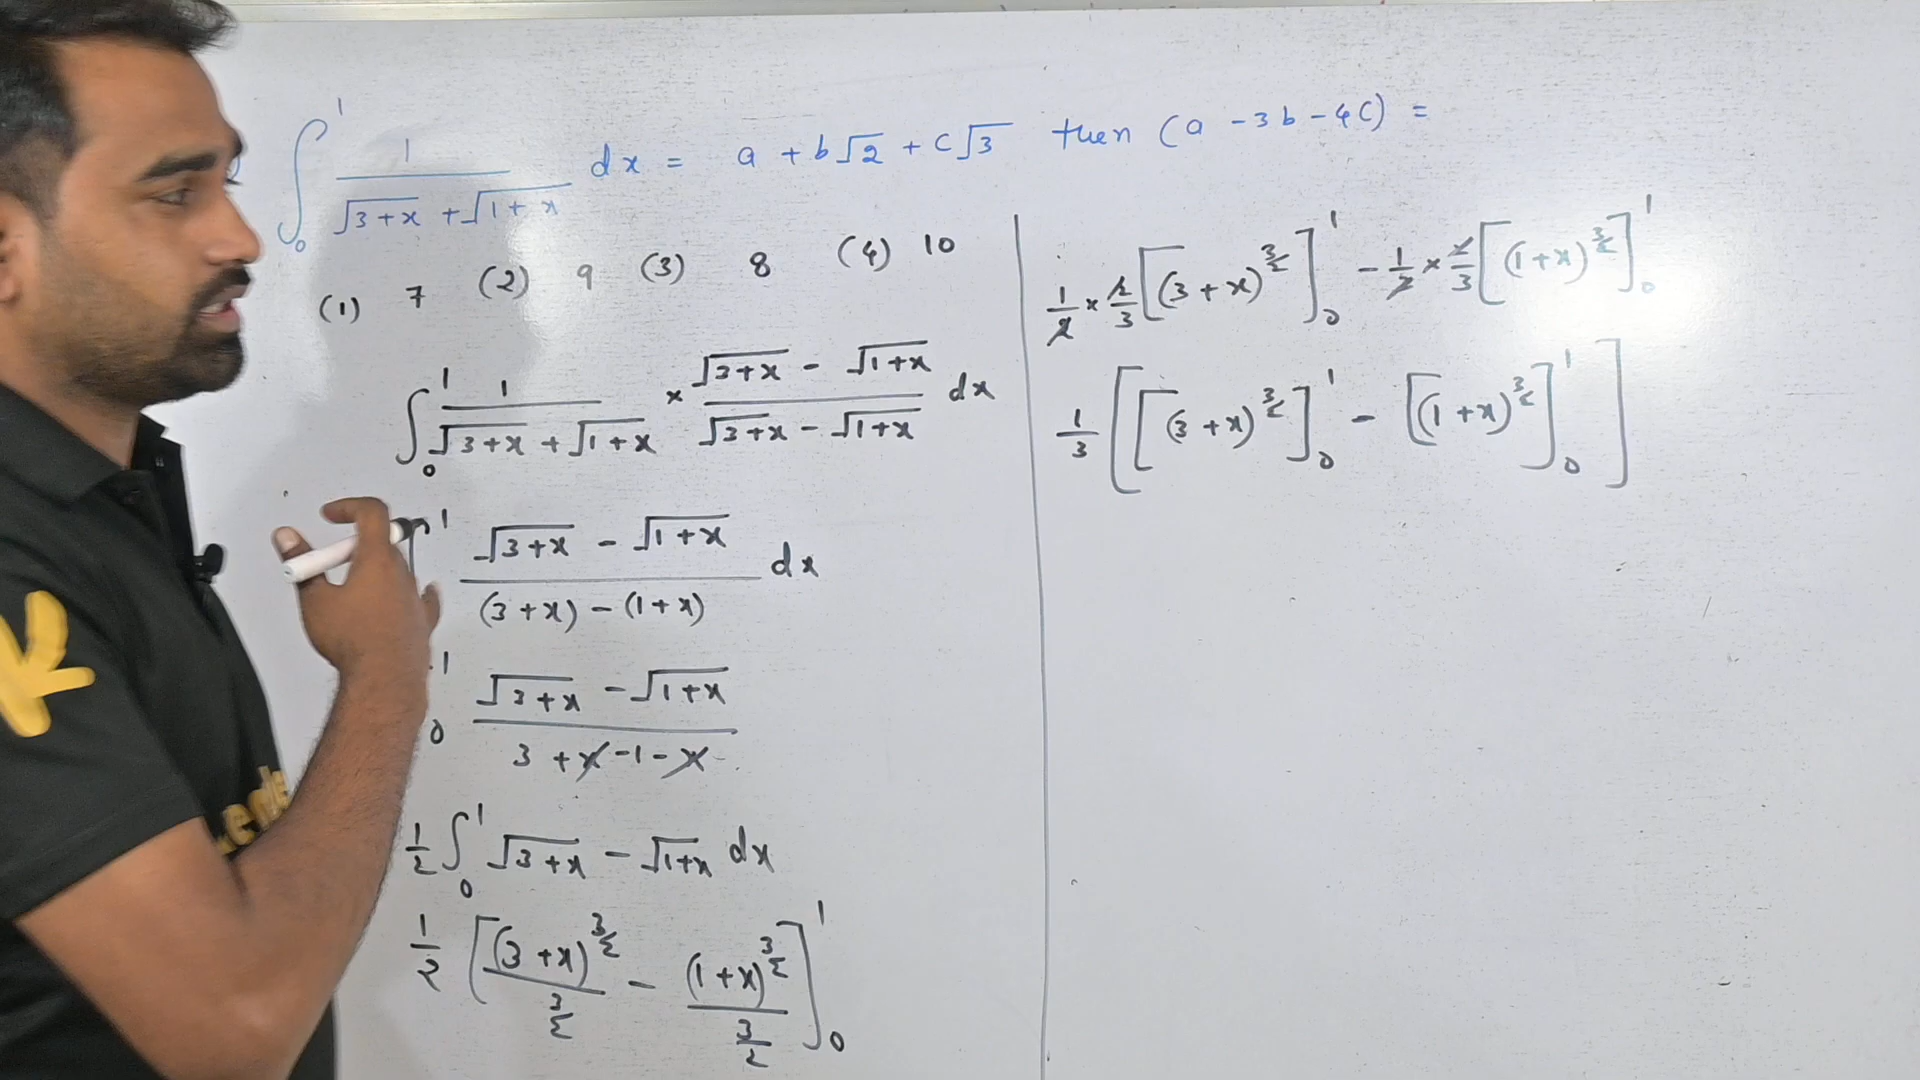 ∫₀¹ 1/(√(3+x) + √(1+x)) dx = a + b√2 + c√3 then (a - 3b - 4c) =
(1) 7 (2) 9 (3) 8 (4) 10
∫₀¹ 1/(√(3+x) + √(1+x)) × (√(3+x) - √(1+x))/(√(3+x) - √(1+x)) dx
1 (√(3+x) - √(1+x))/((3+x) - (1+x)) dx
1 0 (√(3+x) - √(1+x))/(3+x-1-x)
1/2 ∫₀¹ √(3+x) - √(1+x) dx
1/2 [(3+x)^(3/2)/(3/2) - (1+x)^(3/2)/(3/2)]₀¹
1/2 × 2/3 [(3+x)^(3/2)]₀¹ - 1/2 × 2/3 [(1+x)^(3/2)]₀¹
1/3 [[(3+x)^(3/2)]₀¹ - [(1+x)^(3/2)]₀¹]